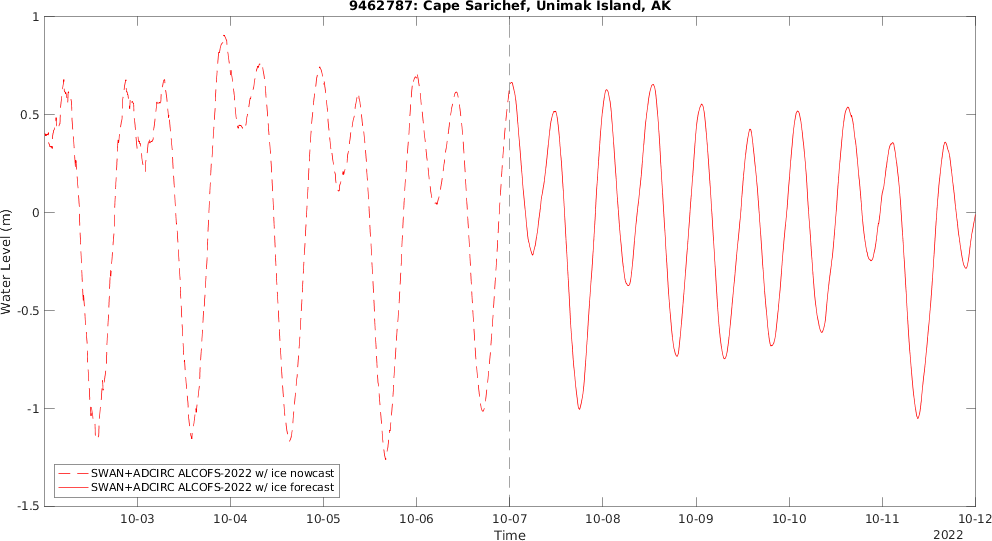 9462787: Cape Sarichef, Unimak Island, AK
1
0.5
0
-0.5
-1
-1.5
Water Level (m)
SWAN+ADCIRC ALCOFS-2022 w/ ice nowcast
SWAN+ADCIRC ALCOFS-2022 w/ ice forecast
10-03 10-04 10-05 10-06 10-07 10-08 10-09 10-10 10-11 10-12
Time
2022